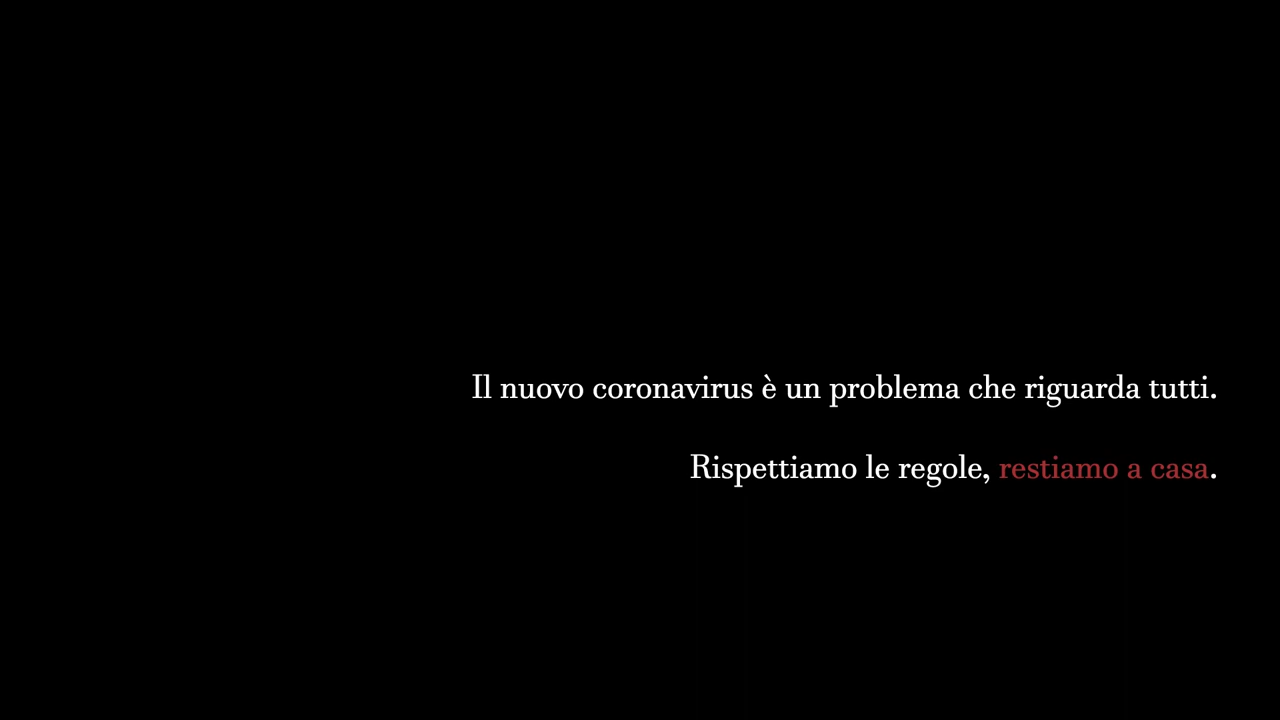 Il nuovo coronavirus è un problema che riguarda tutti.
Rispettiamo le regole, restiamo a casa.